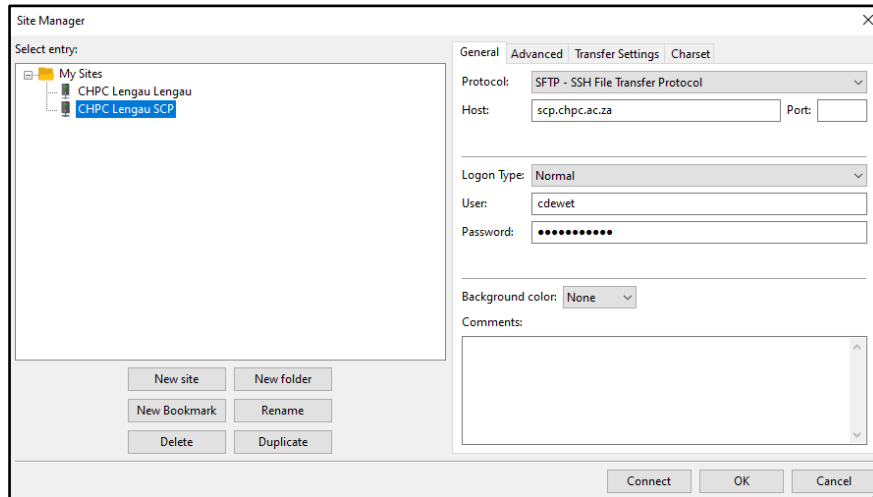 Site Manager
Select entry:
My Sites
CHPC Lengau Lengau
CHPC Lengau SCP
New site
New folder
New Bookmark
Rename
Delete
Duplicate
General Advanced Transfer Settings Charset
Protocol: SFTP - SSH File Transfer Protocol
Host: scp.chpc.ac.za Port:
Logon Type: Normal
User: cdewet
Password: ●●●●●●●●●●●
Background color: None
Comments:
Connect OK Cancel